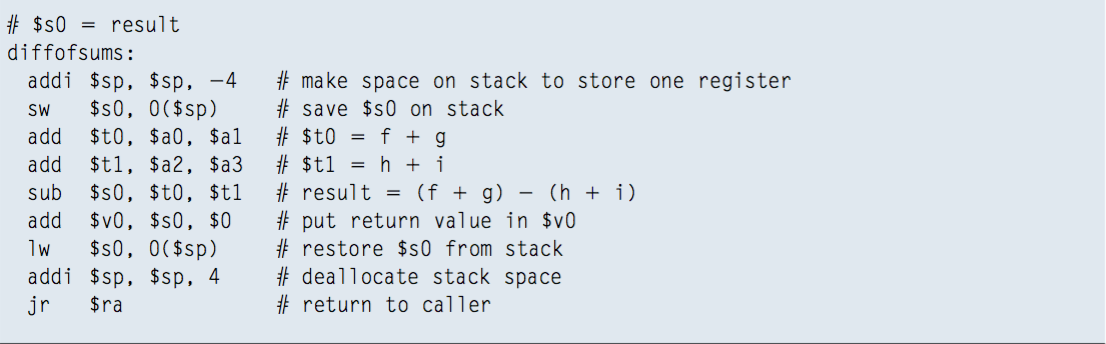 # $s0 = result
diffofsums:
  addi $sp, $sp, −4   # make space on stack to store one register
  sw   $s0, 0($sp)    # save $s0 on stack
  add  $t0, $a0, $a1  # $t0 = f + g
  add  $t1, $a2, $a3  # $t1 = h + i
  sub  $s0, $t0, $t1  # result = (f + g) − (h + i)
  add  $v0, $s0, $0   # put return value in $v0
  lw   $s0, 0($sp)    # restore $s0 from stack
  addi $sp, $sp, 4    # deallocate stack space
  jr   $ra            # return to caller